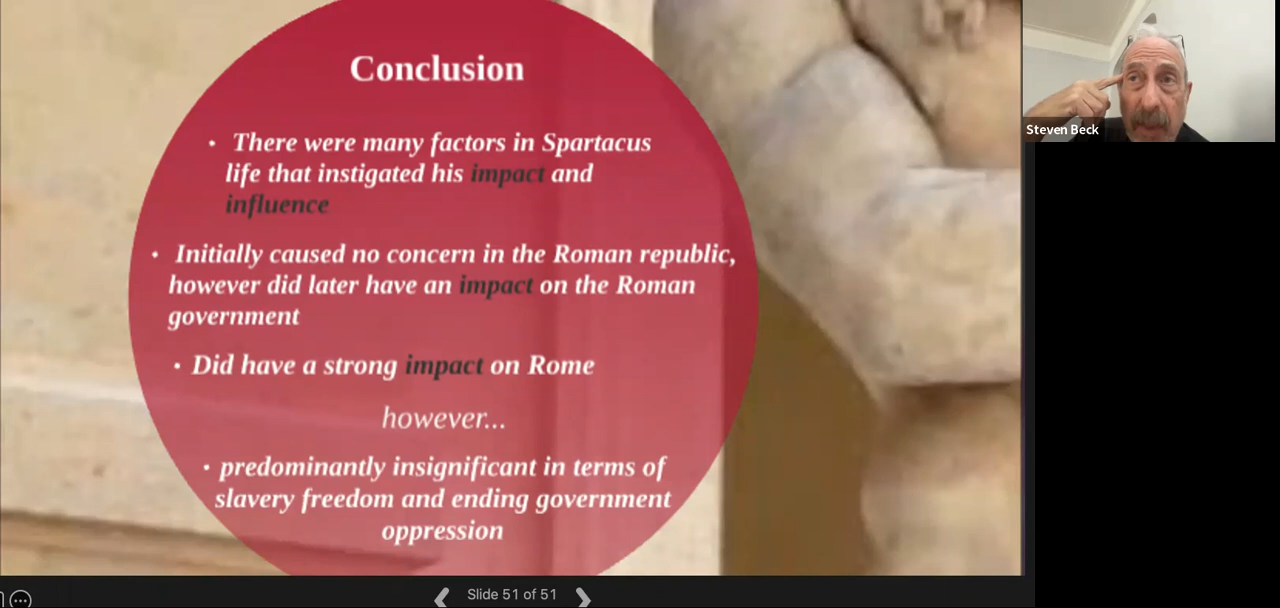 Conclusion
• There were many factors in Spartacus
life that instigated his impact and
influence
• Initially caused no concern in the Roman republic,
however did later have an impact on the Roman
government
• Did have a strong impact on Rome
however...
• predominantly insignificant in terms of
slavery freedom and ending government
oppression
Steven Beck
Slide 51 of 51